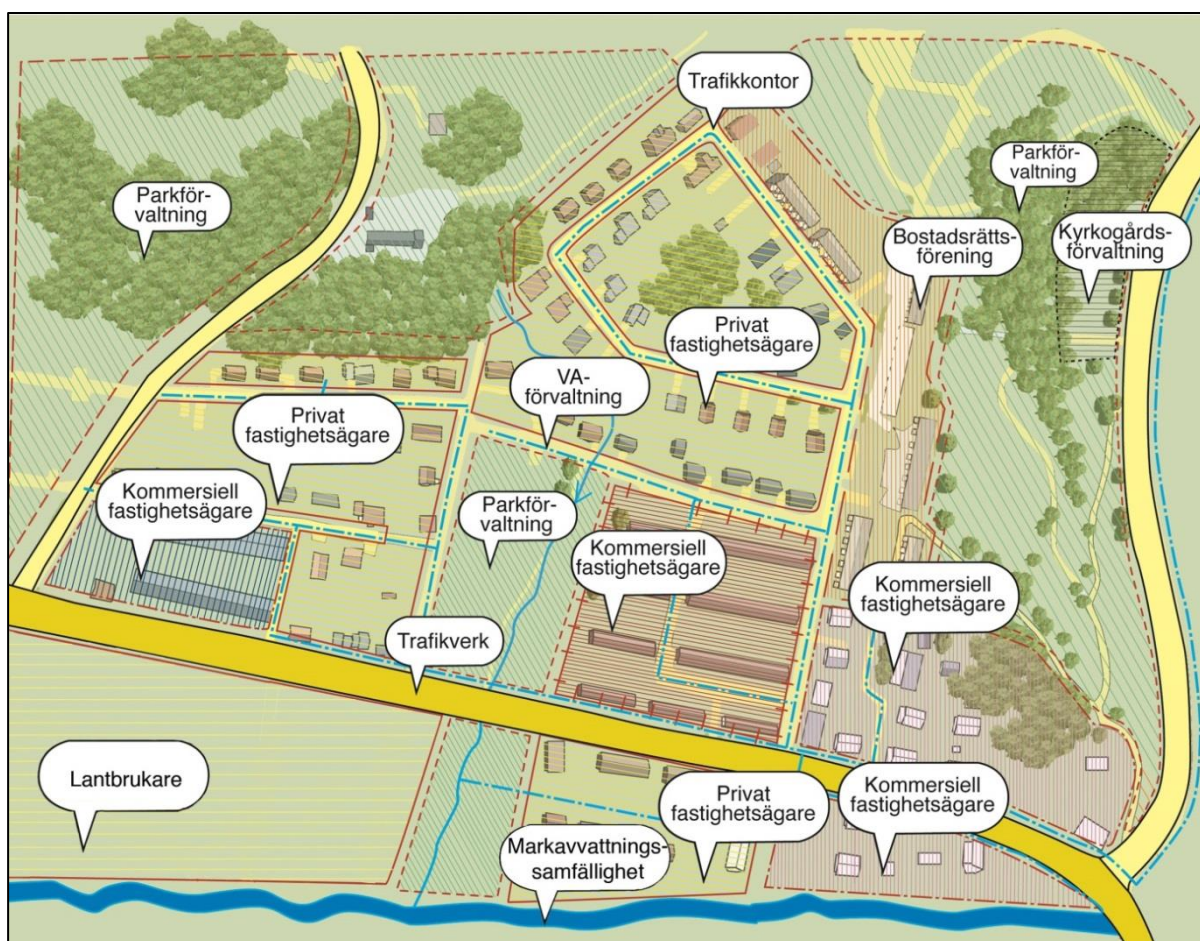 Trafikkontor
Parkför-
valtning
Parkför-
valtning
Kyrkogårds-
förvaltning
Bostadsrätts-
förening
Privat
fastighetsägare
VA-
förvaltning
Privat
fastighetsägare
Kommersiell
fastighetsägare
Parkför-
valtning
Kommersiell
fastighetsägare
Kommersiell
fastighetsägare
Trafikverk
Lantbrukare
Privat
fastighetsägare
Kommersiell
fastighetsägare
Markavvattnings-
samfällighet